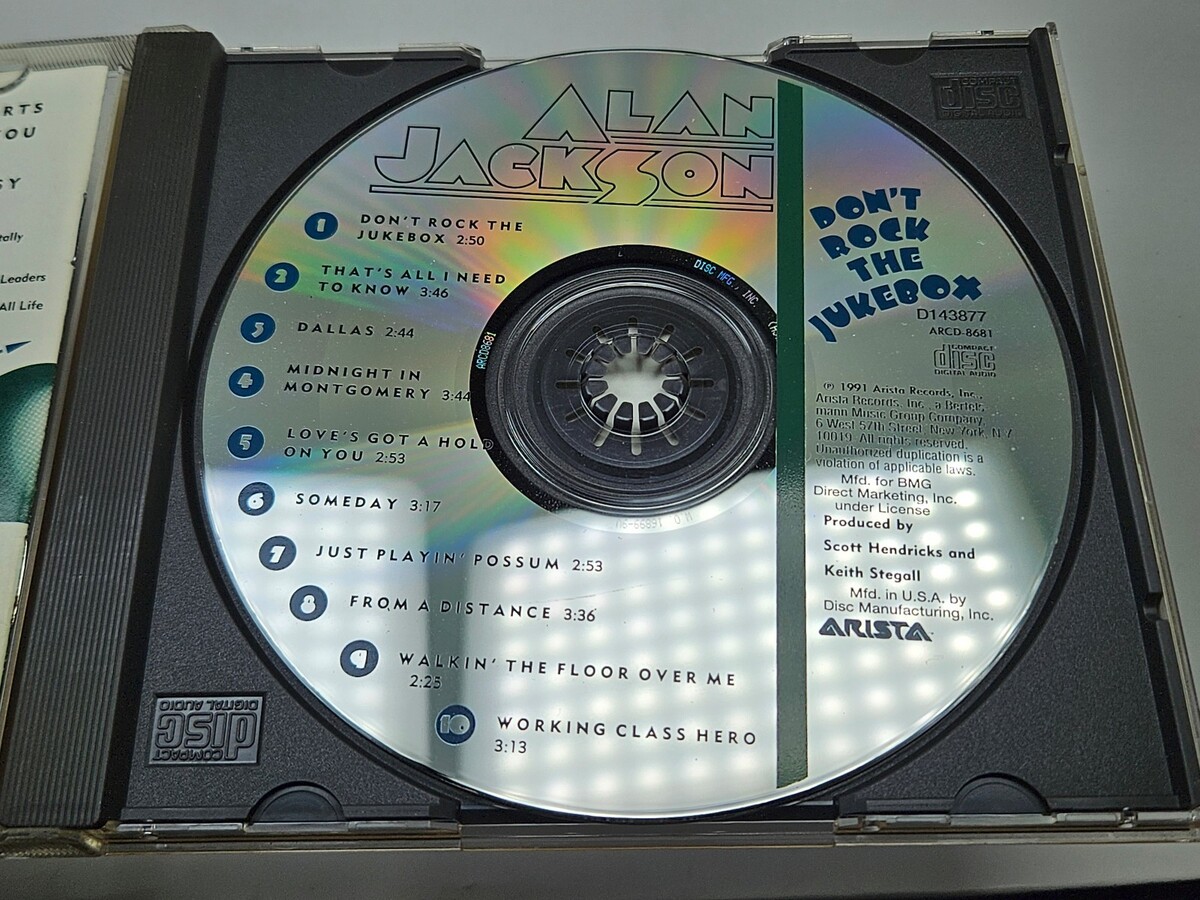 RTS
OU
SY
tally
Leaders
All Life
ALAN
JACKSON
1 DON'T ROCK THE
JUKEBOX 2:50
2 THAT'S ALL I NEED
TO KNOW 3:46
3 DALLAS 2:44
4 MIDNIGHT IN
MONTGOMERY 3:44
5 LOVE'S GOT A HOLD
ON YOU 2:53
6 SOMEDAY 3:17
7 JUST PLAYIN' POSSUM 2:53
8 FROM A DISTANCE 3:36
9 WALKIN' THE FLOOR OVER ME
2:25
10 WORKING CLASS HERO
3:13
ARCD8681
DISC MFG., INC.
DON'T
ROCK
THE
JUKEBOX
D143877
ARCD-8681
COMPACT
disc
DIGITAL AUDIO
(P) 1991 Arista Records, Inc.,
Arista Records, Inc., a Bertels
mann Music Group Company,
6 West 57th Street, New York, N.Y.
10019. All rights reserved.
Unauthorized duplication is a
violation of applicable laws.
Mfd. for BMG
Direct Marketing, Inc.
under License
Produced by
Scott Hendricks and
Keith Stegall
Mfd. in U.S.A. by
Disc Manufacturing, Inc.
ARISTA
COMPACT
disc
COMPACT
disc
DIGITAL AUDIO